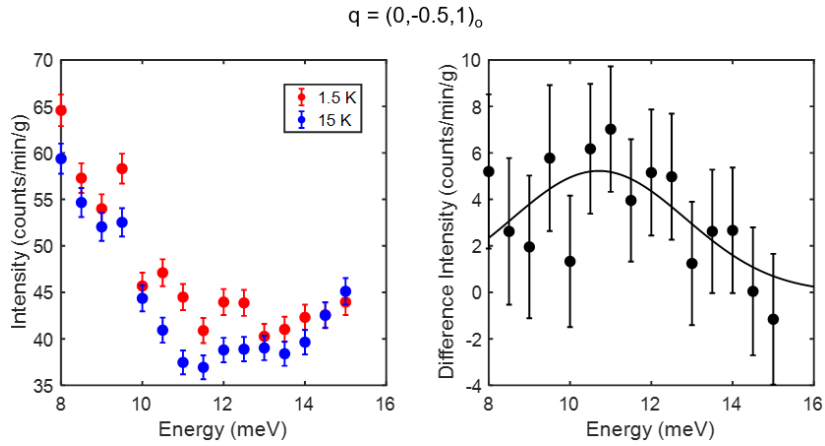 q = (0,-0.5,1)o
70
65
60
55
50
45
40
35
8 10 12 14 16
Energy (meV)
Intensity (counts/min/g)
1.5 K
15 K
10
8
6
4
2
0
-2
-4
8 10 12 14 16
Energy (meV)
Difference Intensity (counts/min/g)